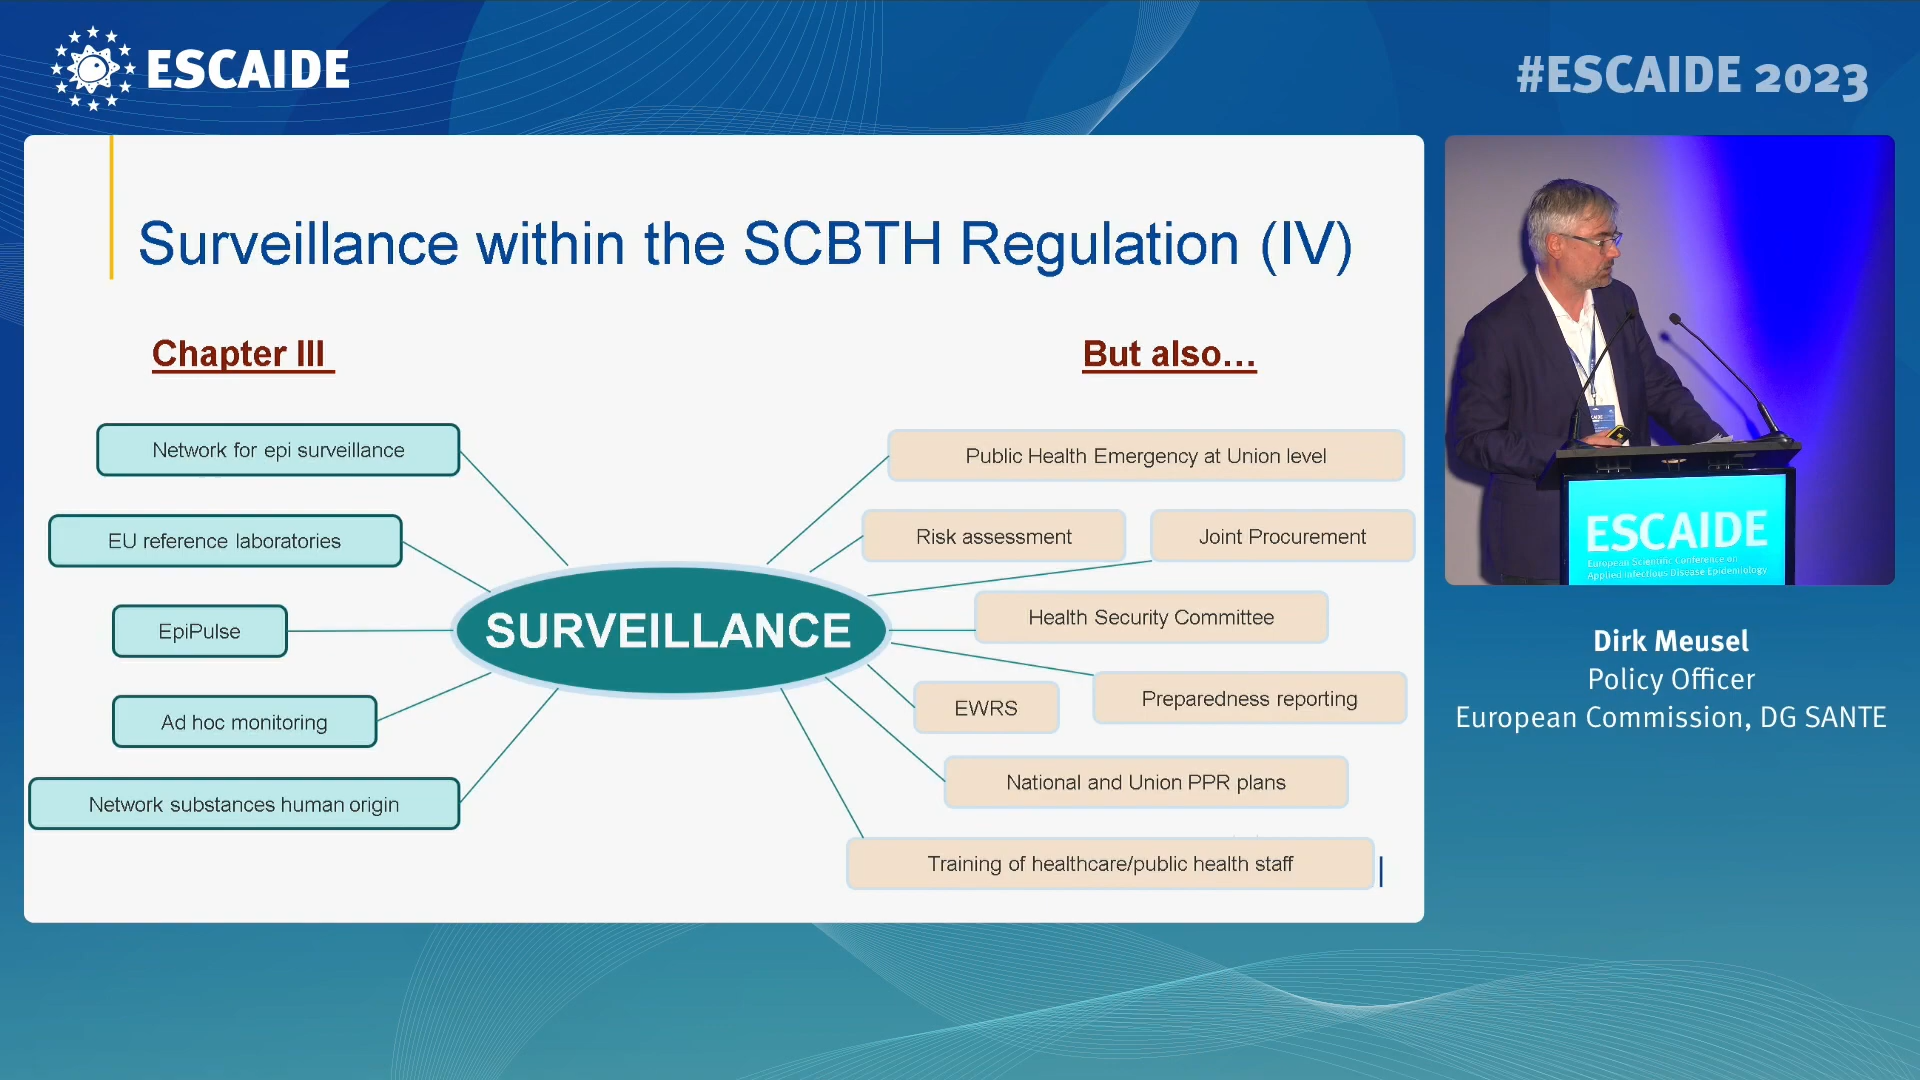 ESCAIDE
#ESCAIDE 2023
Surveillance within the SCBTH Regulation (IV)
Chapter III
But also...
Network for epi surveillance
EU reference laboratories
EpiPulse
Ad hoc monitoring
Network substances human origin
SURVEILLANCE
Public Health Emergency at Union level
Risk assessment
Joint Procurement
Health Security Committee
EWRS
Preparedness reporting
National and Union PPR plans
Training of healthcare/public health staff
ESCAIDE
European Scientific Conference on
Applied Infectious Disease Epidemiology
Dirk Meusel
Policy Officer
European Commission, DG SANTE